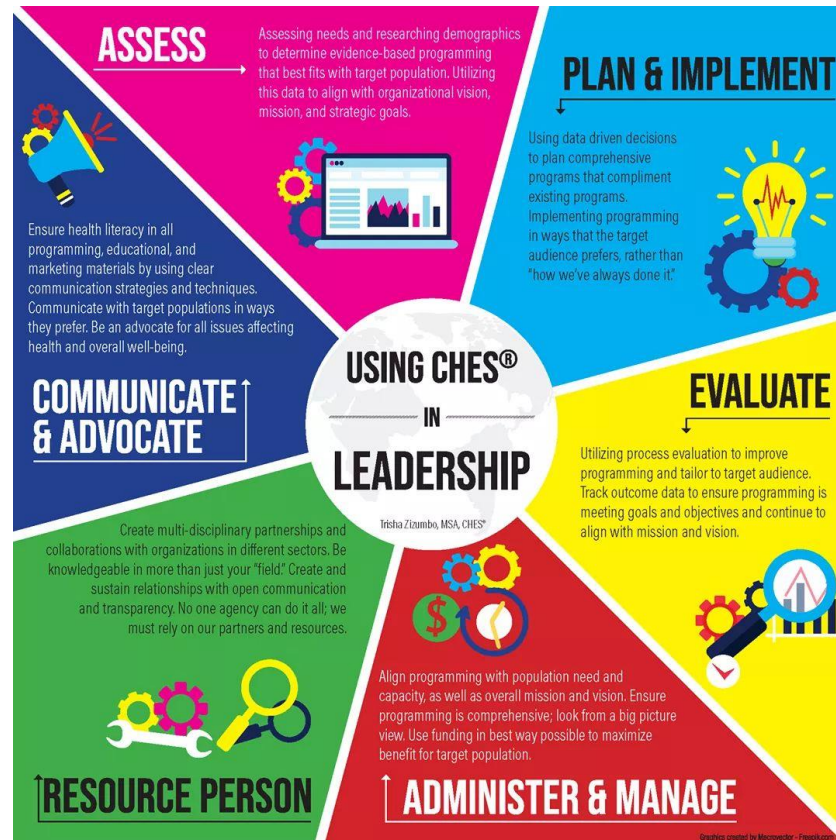 ASSESS
Assessing needs and researching demographics
to determine evidence-based programming
that best fits with target population. Utilizing
this data to align with organizational vision,
mission, and strategic goals.
PLAN & IMPLEMENT
Using data driven decisions
to plan comprehensive
programs that compliment
existing programs.
Implementing programming
in ways that the target
audience prefers, rather than
"how we've always done it."
EVALUATE
Utilizing process evaluation to improve
programming and tailor to target audience.
Track outcome data to ensure programming is
meeting goals and objectives and continue to
align with mission and vision.
ADMINISTER & MANAGE
Align programming with population need and
capacity, as well as overall mission and vision. Ensure
programming is comprehensive; look from a big picture
view. Use funding in best way possible to maximize
benefit for target population.
RESOURCE PERSON
Create multi-disciplinary partnerships and
collaborations with organizations in different sectors. Be
knowledgeable in more than just your "field." Create and
sustain relationships with open communication
and transparency. No one agency can do it all; we
must rely on our partners and resources.
COMMUNICATE
& ADVOCATE
Ensure health literacy in all
programming, educational, and
marketing materials by using clear
communication strategies and techniques.
Communicate with target populations in ways
they prefer. Be an advocate for all issues affecting
health and overall well-being.
USING CHES®
IN
LEADERSHIP
Trisha Zizumbo, MSA, CHES®
$
Graphics created by Macrovector - Freepik.com